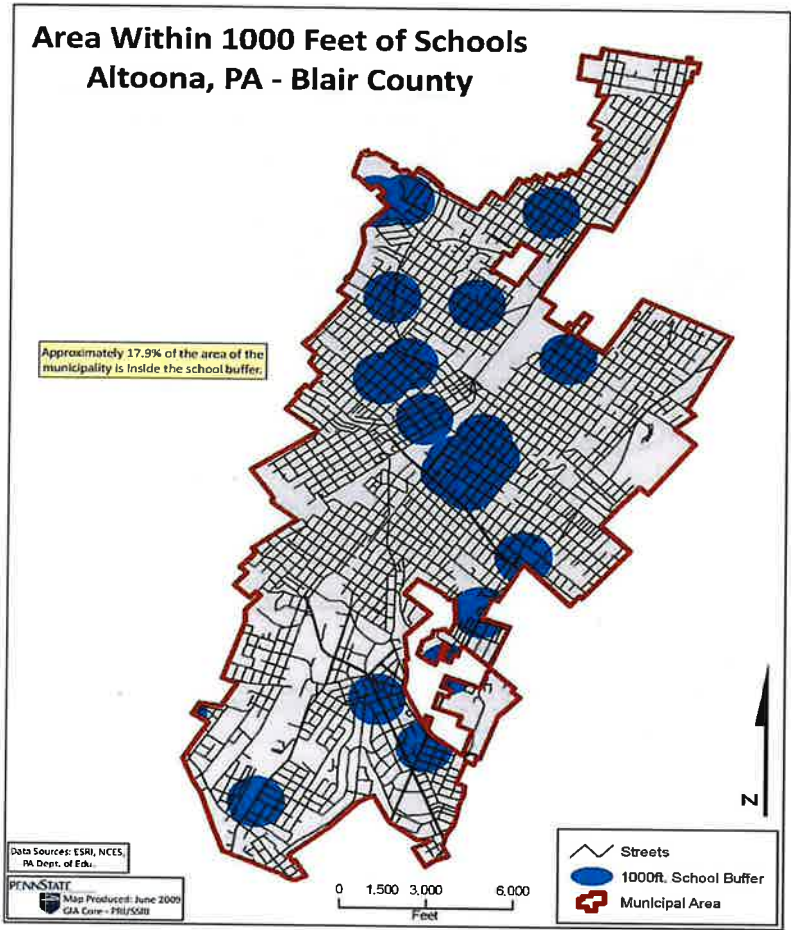 Area Within 1000 Feet of Schools
Altoona, PA - Blair County
Approximately 17.9% of the area of the
municipality is inside the school buffer.
N
Data Sources: ESRI, NCES,
PA Dept. of Edu.
PENNSTATE
Map Produced: June 2009
GIA Core - PRI/SSRI
0 1,500 3,000 6,000
Feet
Streets
1000ft. School Buffer
Municipal Area